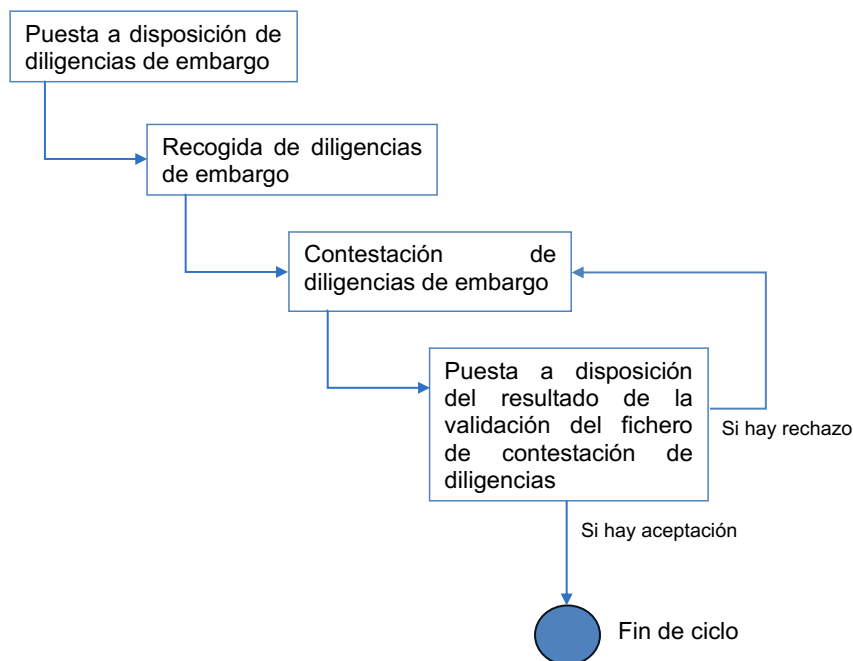 Puesta a disposición de
diligencias de embargo
Recogida de diligencias
de embargo
Contestación de
diligencias de embargo
Puesta a disposición
del resultado de la
validación del fichero
de contestación de
diligencias
Si hay rechazo
Si hay aceptación
Fin de ciclo